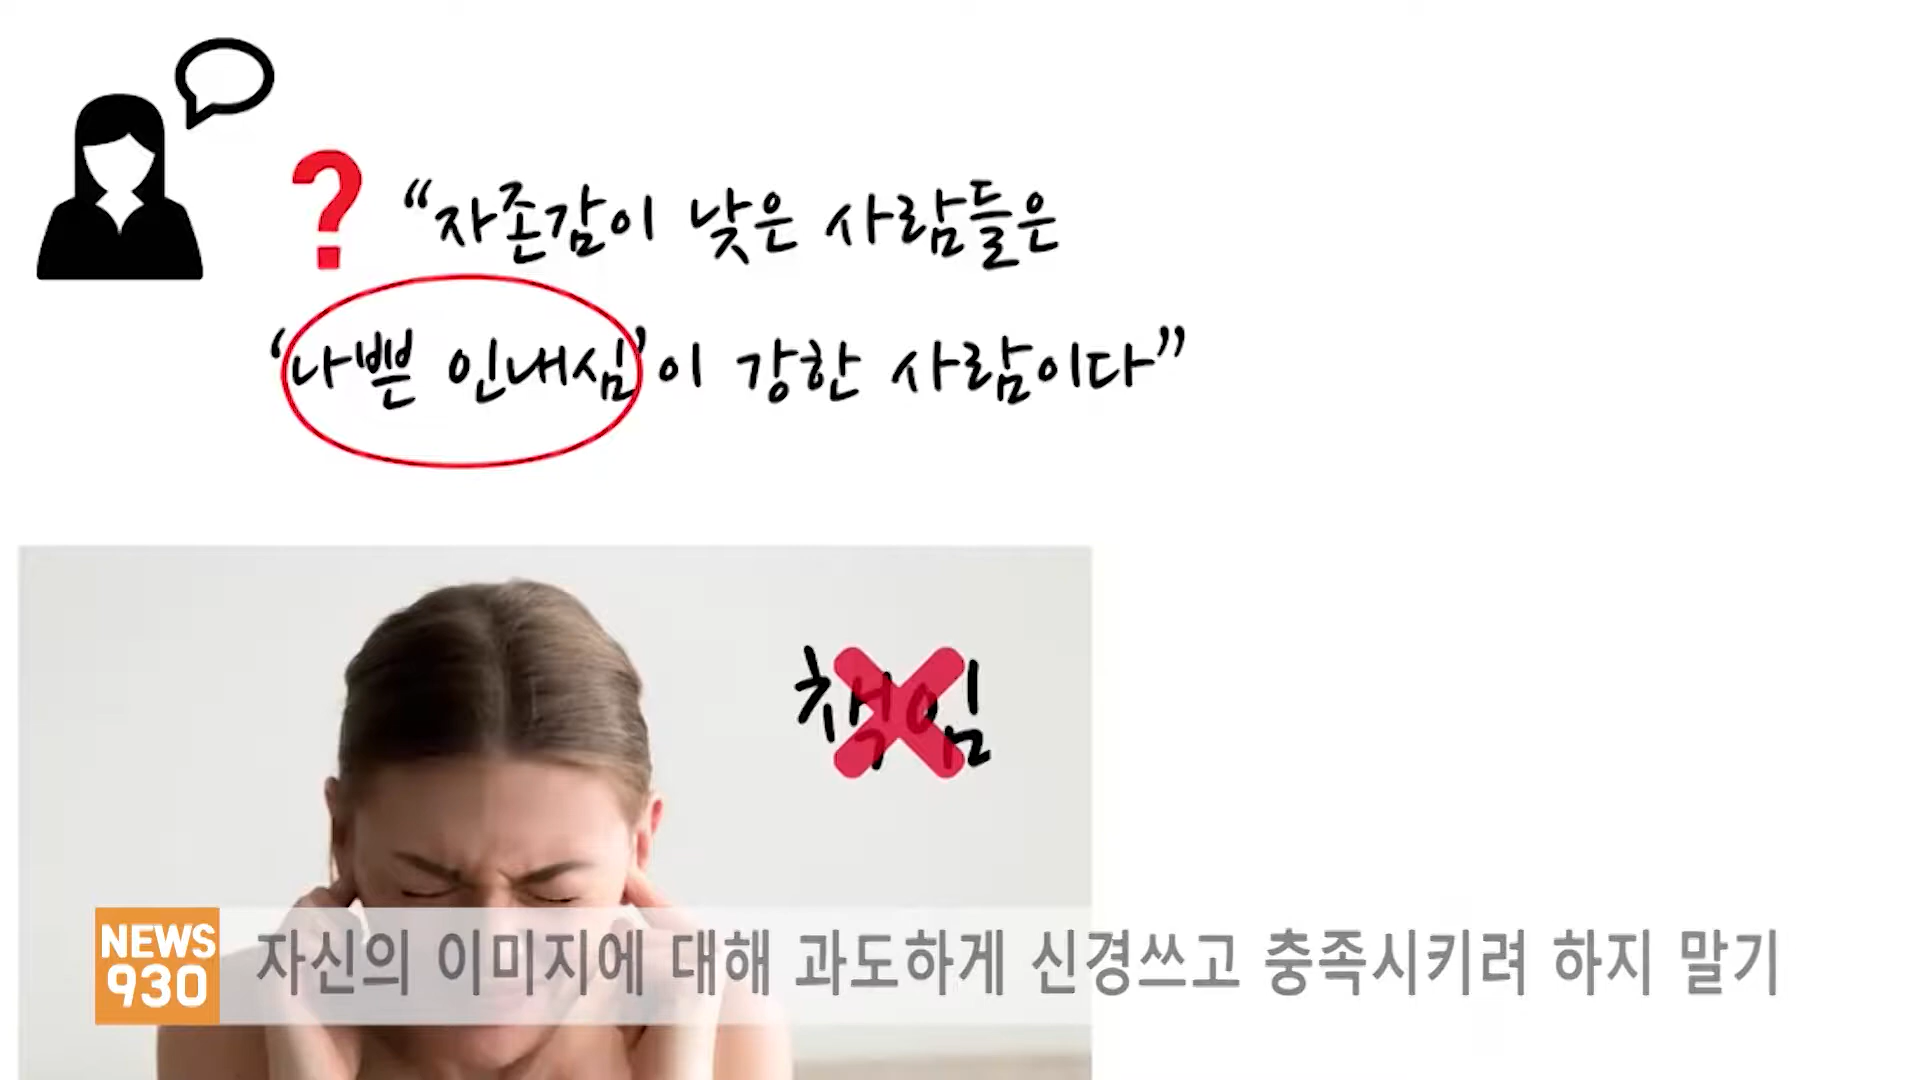 ?
“자존감이 낮은 사람들은
‘나쁜 인내심’이 강한 사람이다”
책임
NEWS
930
자신의 이미지에 대해 과도하게 신경쓰고 충족시키려 하지 말기